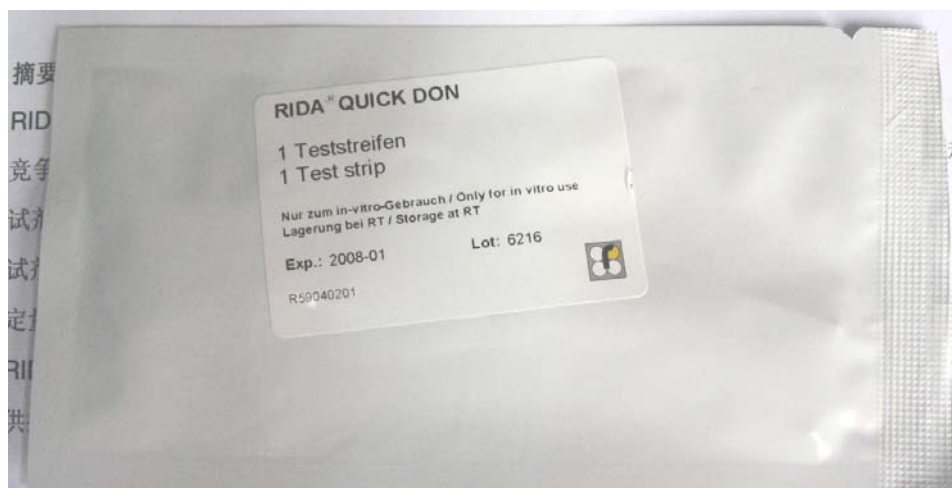 RIDA® QUICK DON
1 Teststreifen
1 Test strip
Nur zum in-vitro-Gebrauch / Only for in vitro use
Lagerung bei RT / Storage at RT
Exp.: 2008-01 Lot: 6216
R59040201
摘要
RID
竞争
试剂
试剂
定
RI
供